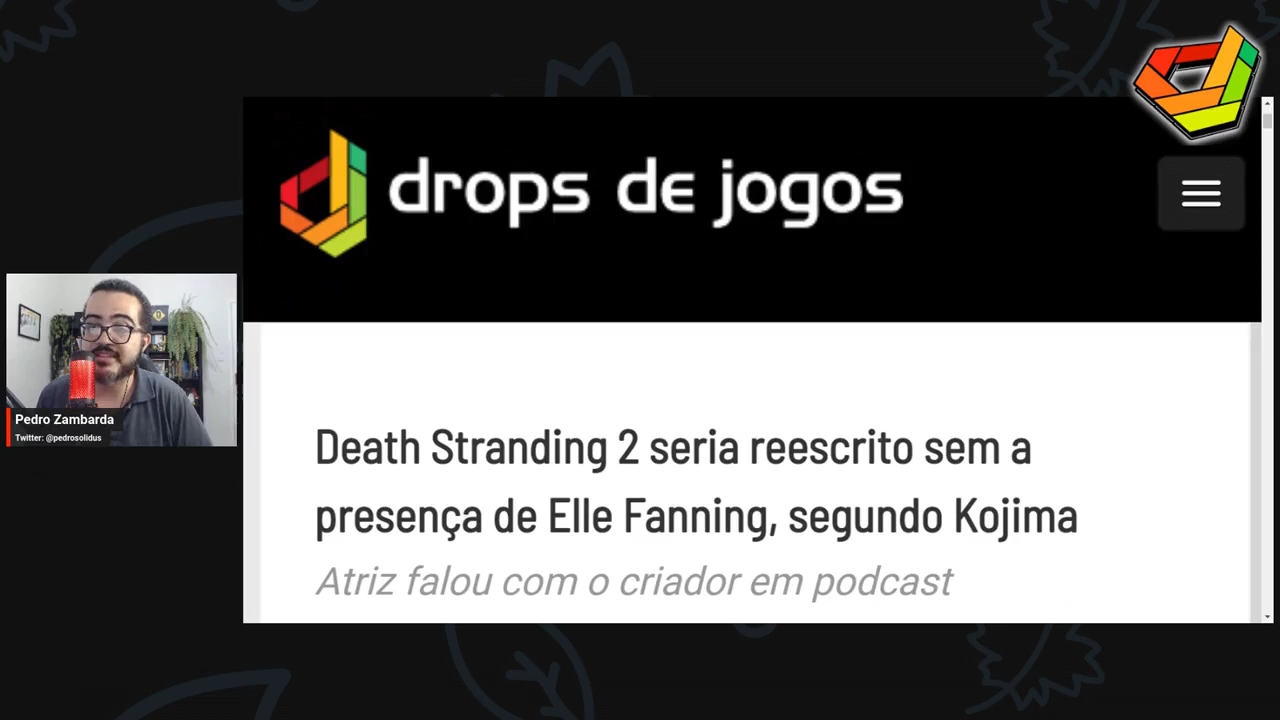 drops de jogos
Pedro Zambarda
Twitter: @pedrosolidus
Death Stranding 2 seria reescrito sem a
presença de Elle Fanning, segundo Kojima
Atriz falou com o criador em podcast